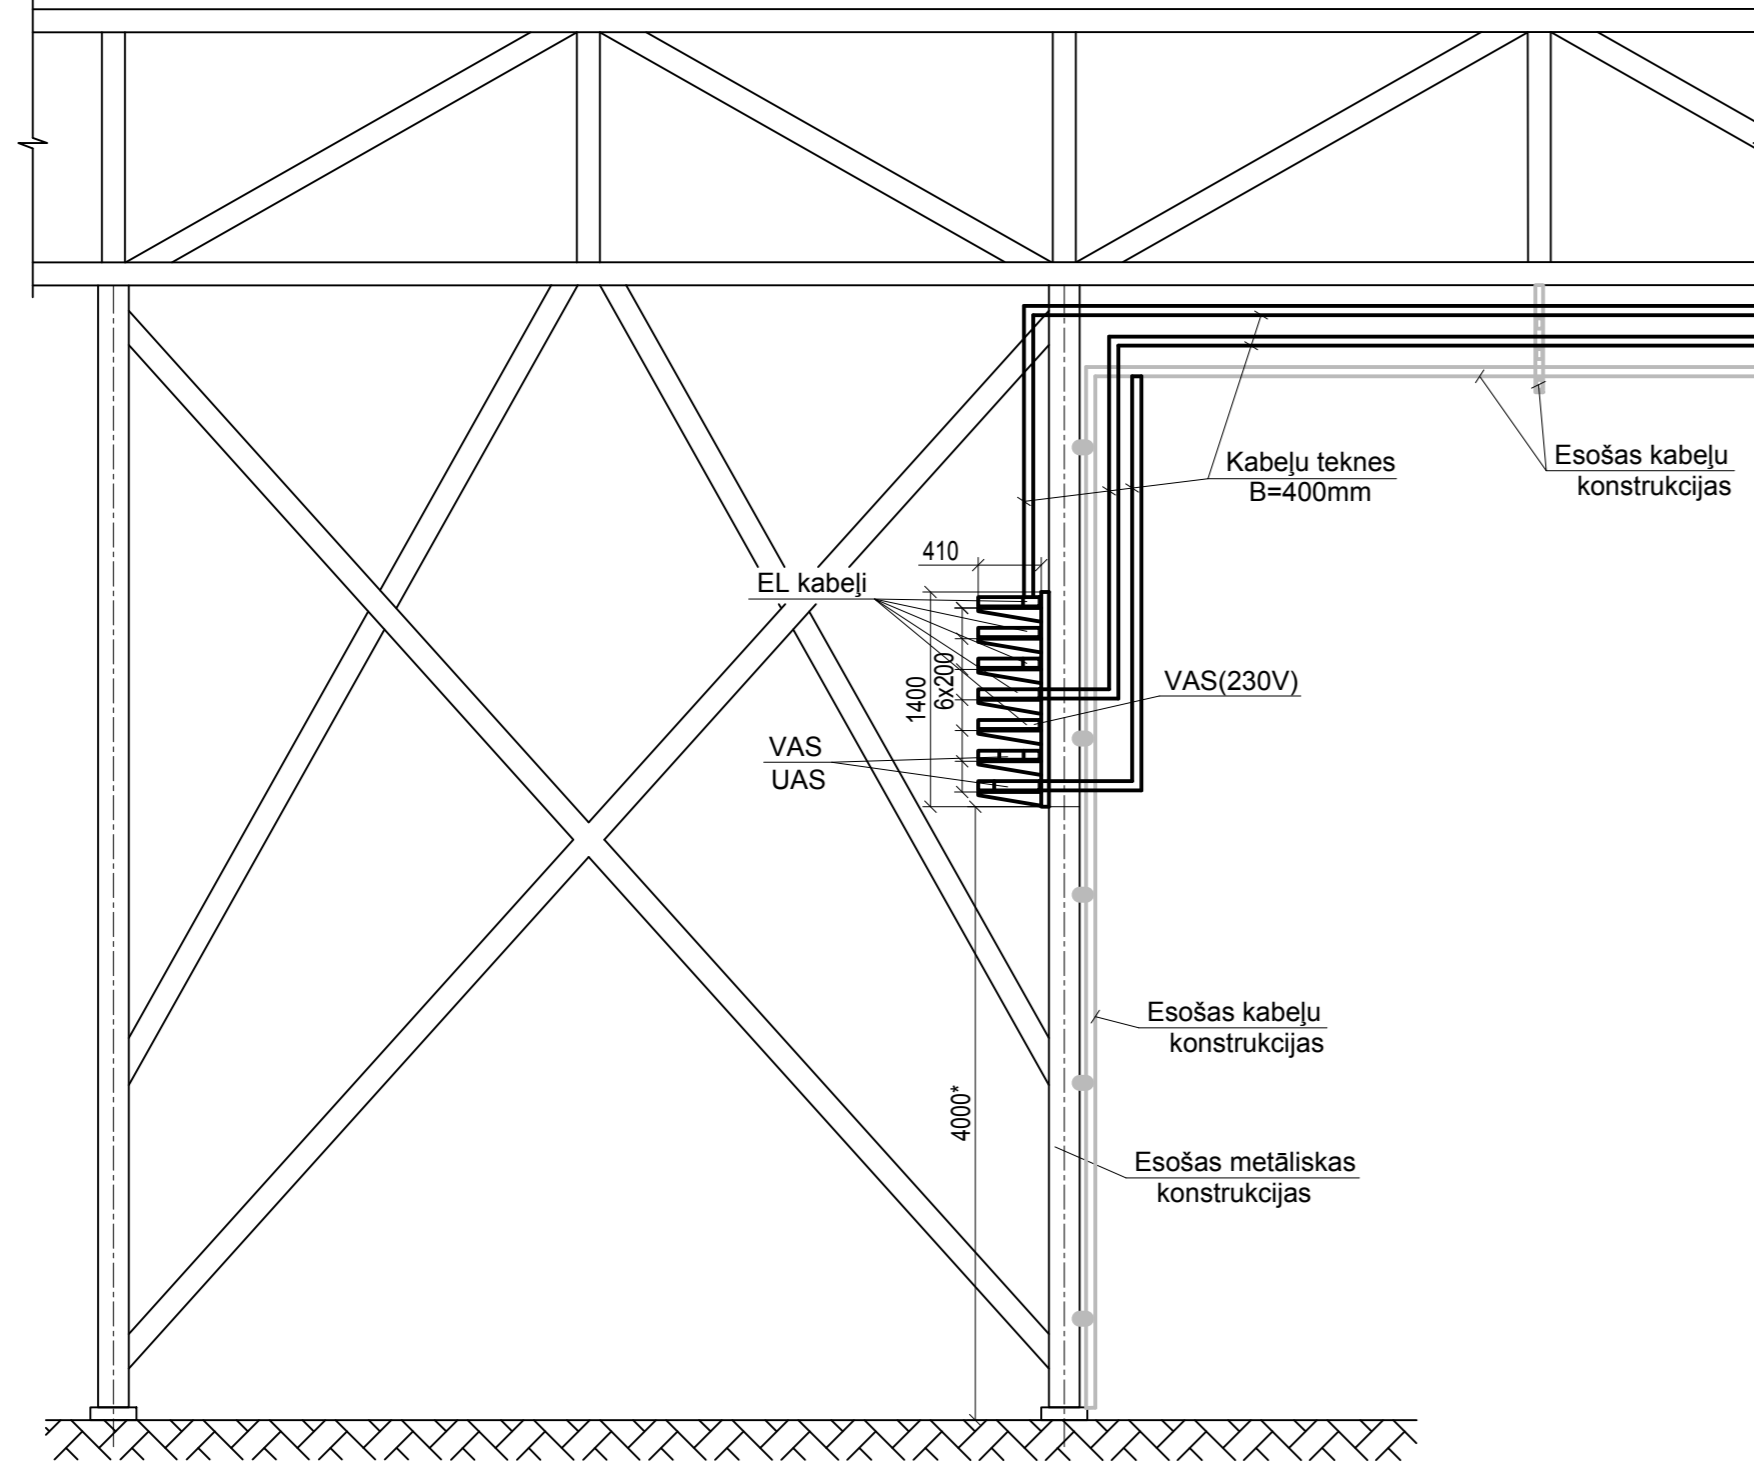 Kabeļu teknes
B=400mm
Esošas kabeļu
konstrukcijas
410
EL kabeļi
1400
6x200
VAS(230V)
VAS
UAS
Esošas kabeļu
konstrukcijas
4000*
Esošas metāliskas
konstrukcijas